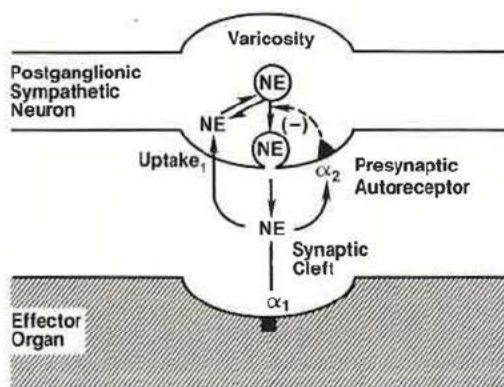 Varicosity
Postganglionic
Sympathetic
Neuron
NE
NE
(-)
NE
Uptake₁
α₂
Presynaptic
Autoreceptor
NE
Synaptic
Cleft
α₁
Effector
Organ